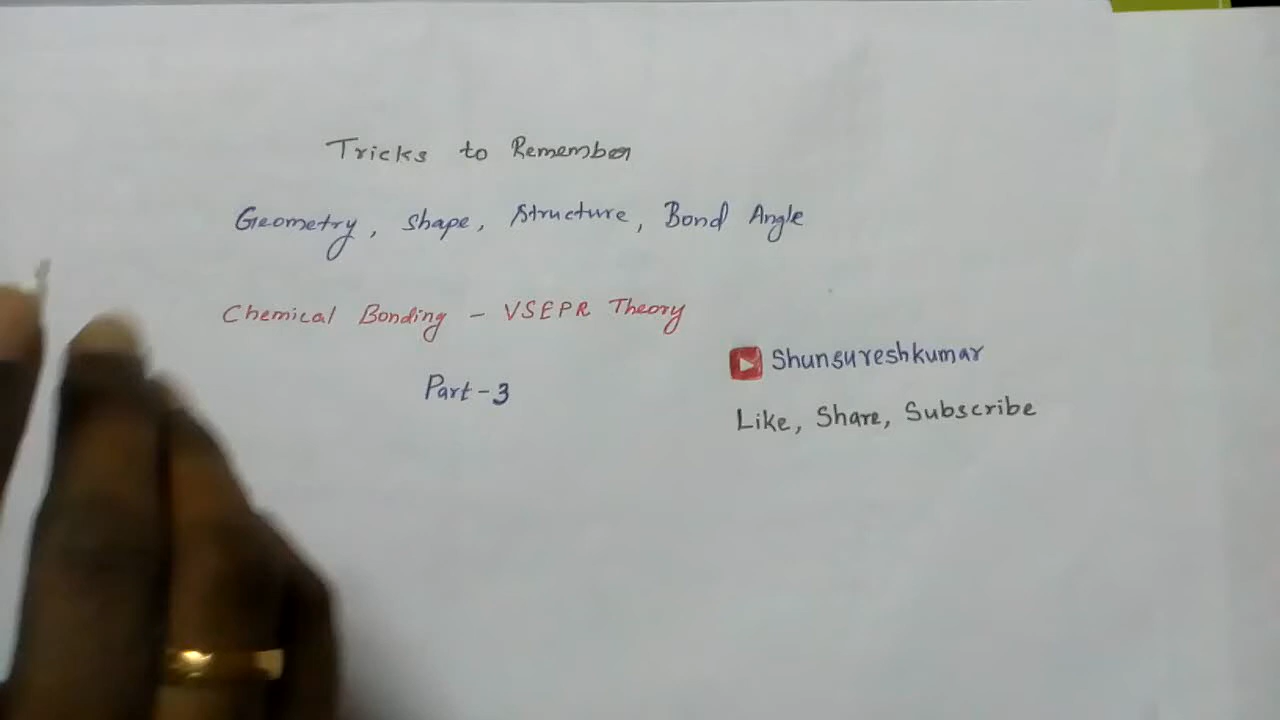 Tricks to Remember
Geometry, Shape, Structure, Bond Angle
Chemical Bonding - VSEPR Theory
Part-3
Shunsureshkumar
Like, Share, Subscribe